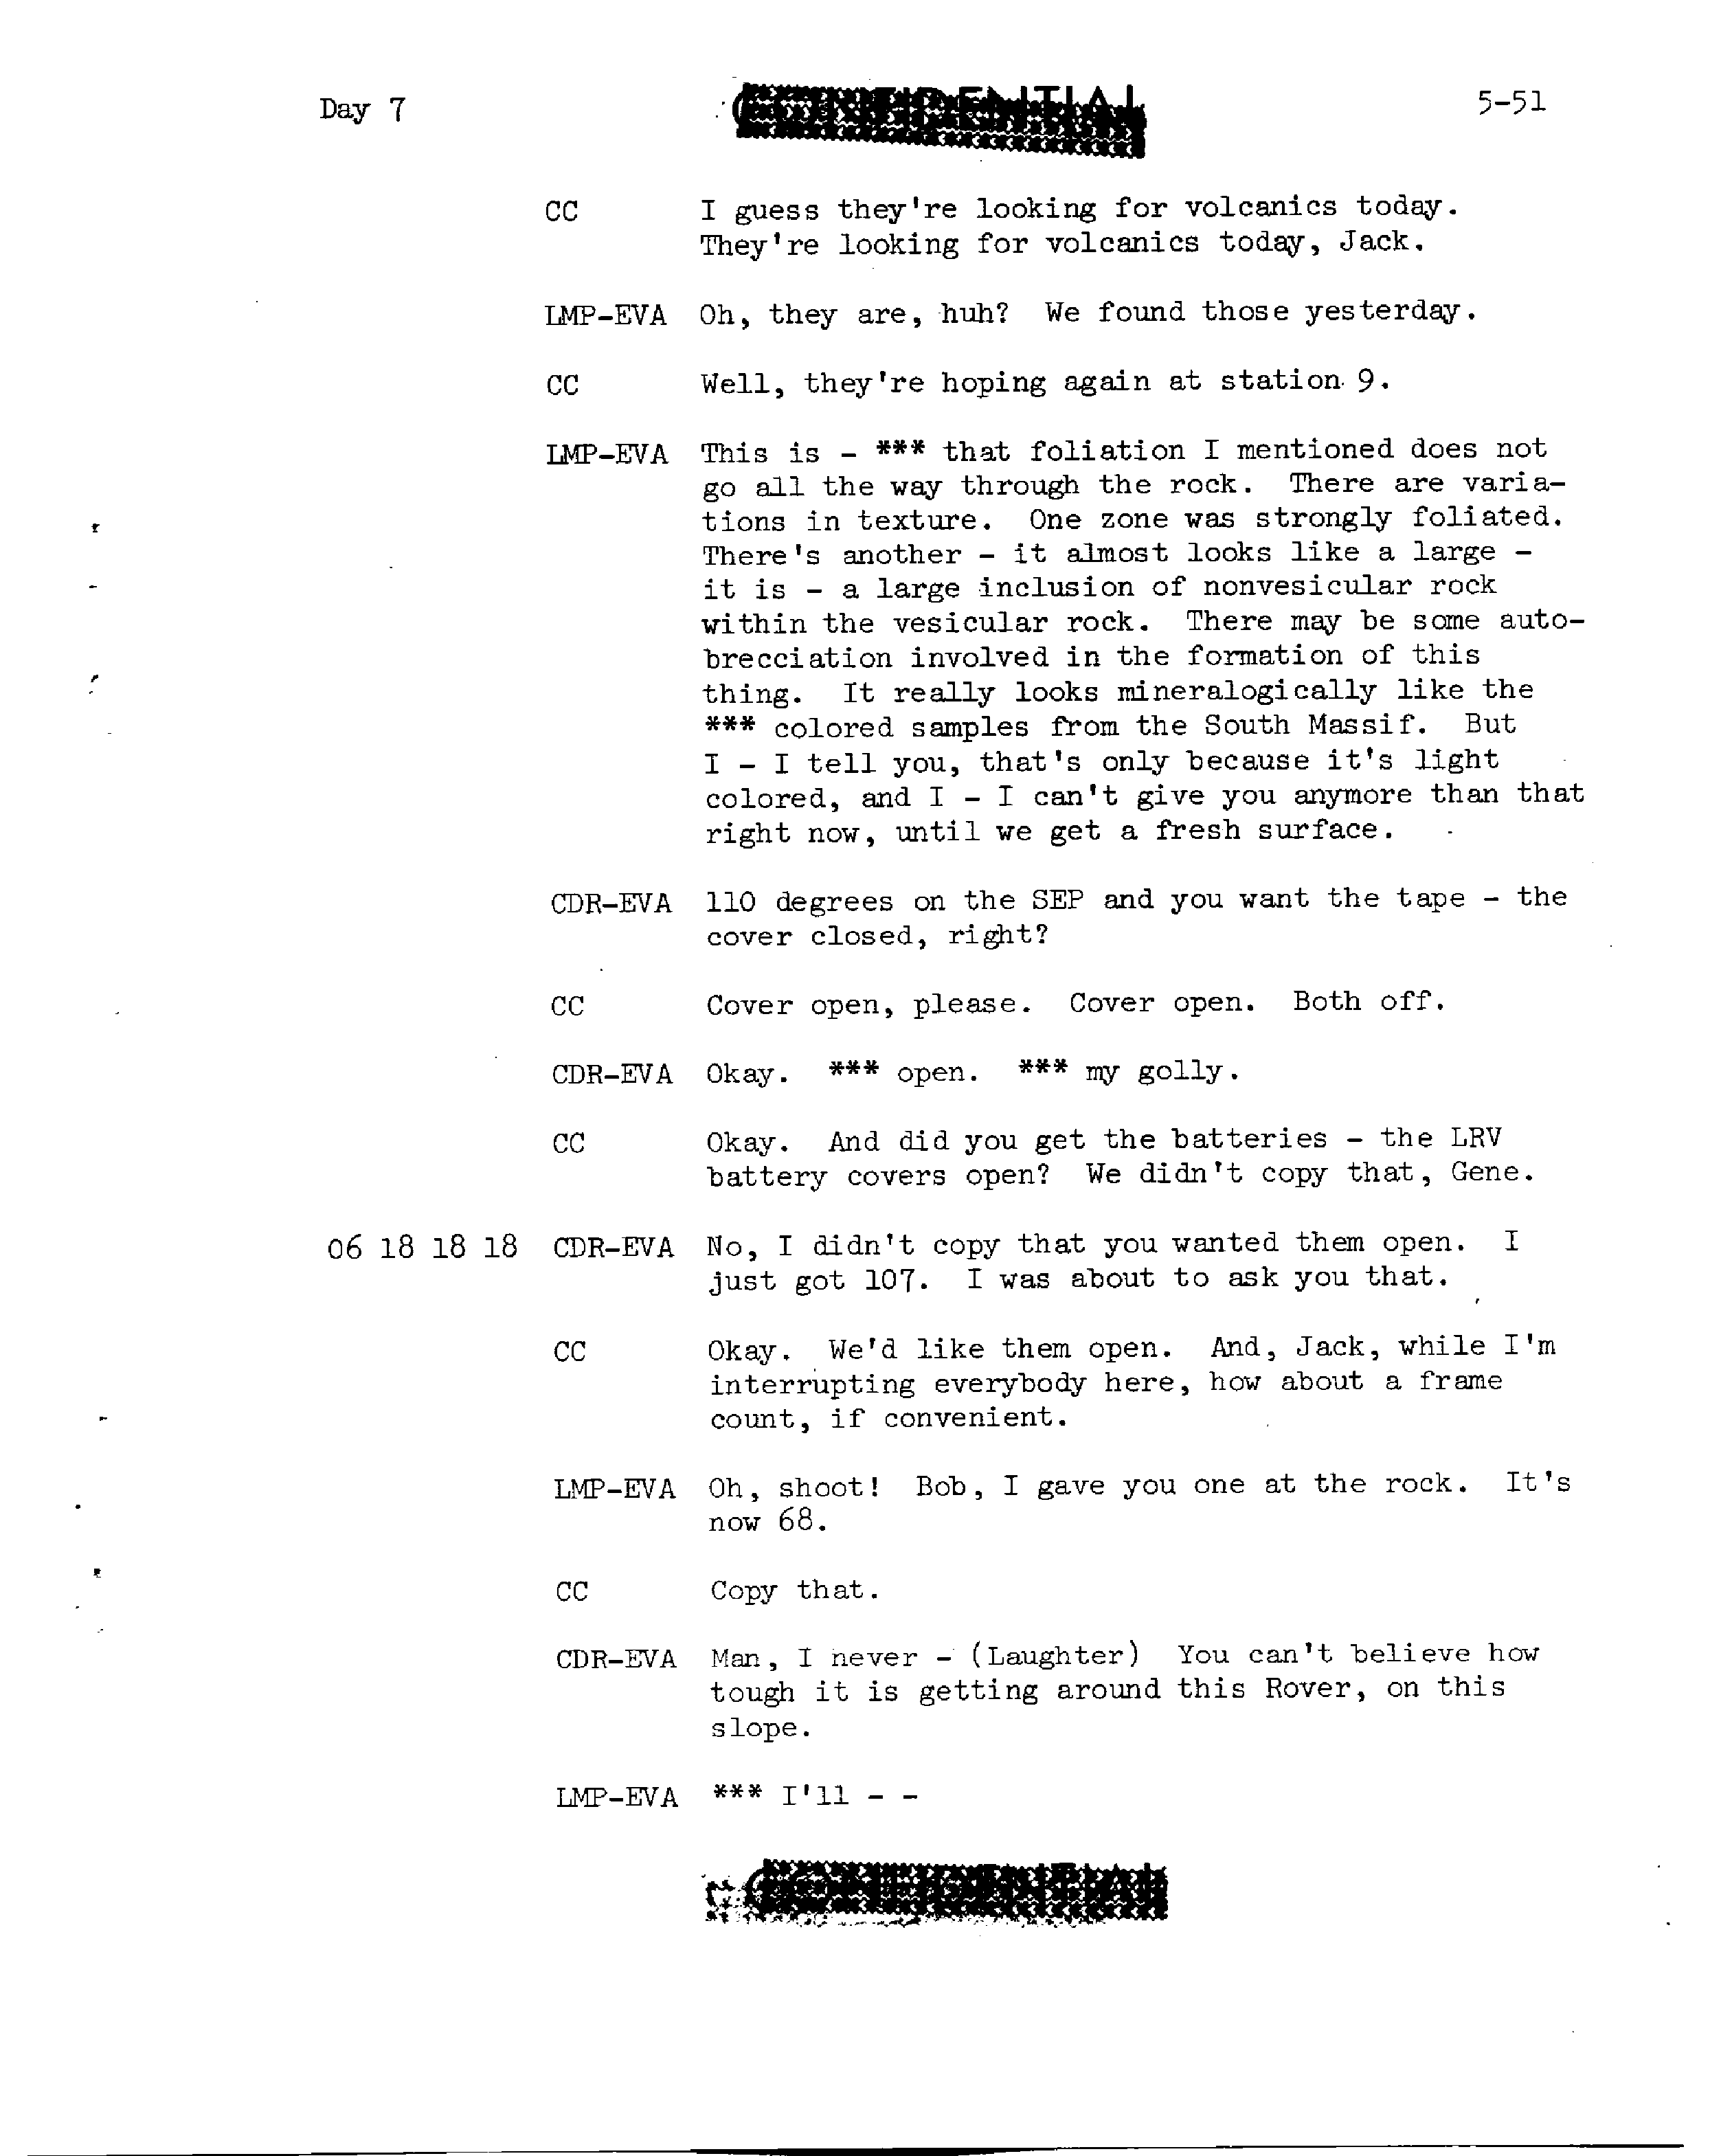 Day 7
CONFIDENTIAL
5-51
CC I guess they're looking for volcanics today.
They're looking for volcanics today, Jack.
LMP-EVA Oh, they are, huh? We found those yesterday.
CC Well, they're hoping again at station 9.
LMP-EVA This is - *** that foliation I mentioned does not
go all the way through the rock. There are varia-
tions in texture. One zone was strongly foliated.
There's another - it almost looks like a large -
it is - a large inclusion of nonvesicular rock
within the vesicular rock. There may be some auto-
brecciation involved in the formation of this
thing. It really looks mineralogically like the
*** colored samples from the South Massif. But
I - I tell you, that's only because it's light
colored, and I - I can't give you anymore than that
right now, until we get a fresh surface.
CDR-EVA 110 degrees on the SEP and you want the tape - the
cover closed, right?
CC Cover open, please. Cover open. Both off.
CDR-EVA Okay. *** open. *** my golly.
CC Okay. And did you get the batteries - the LRV
battery covers open? We didn't copy that, Gene.
06 18 18 18 CDR-EVA No, I didn't copy that you wanted them open. I
just got 107. I was about to ask you that.
CC Okay. We'd like them open. And, Jack, while I'm
interrupting everybody here, how about a frame
count, if convenient.
LMP-EVA Oh, shoot! Bob, I gave you one at the rock. It's
now 68.
CC Copy that.
CDR-EVA Man, I never - (Laughter) You can't believe how
tough it is getting around this Rover, on this
slope.
LMP-EVA *** I'll - -
CONFIDENTIAL